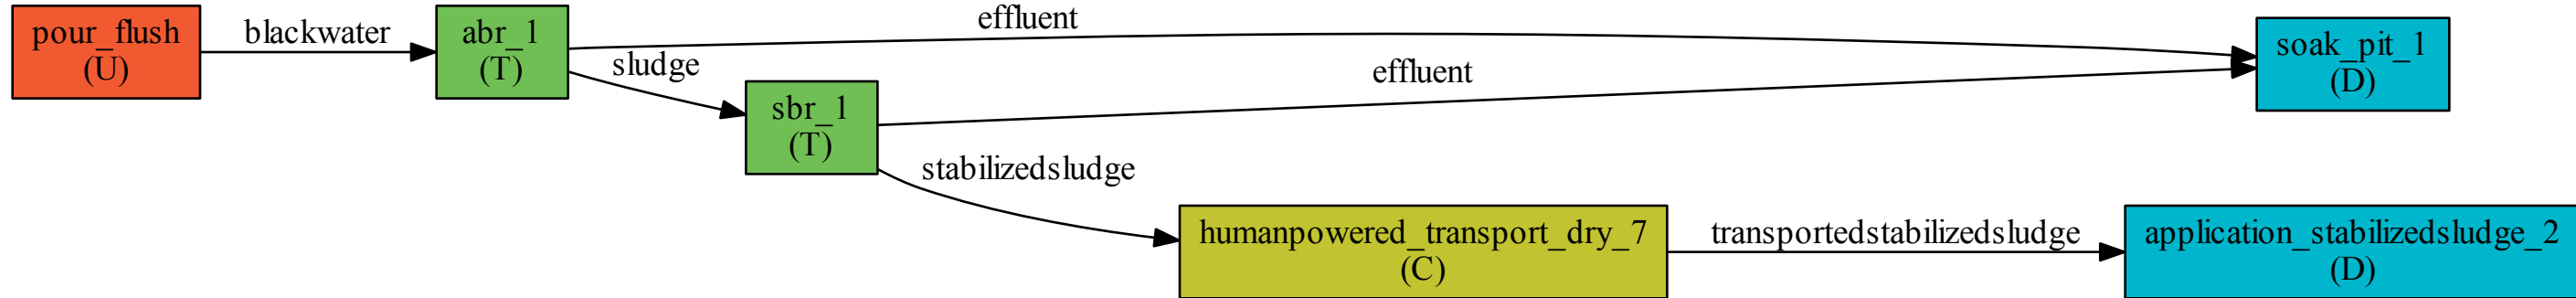 pour_flush
(U)
blackwater
abr_1
(T)
effluent
sludge
sbr_1
(T)
effluent
stabilizedsludge
soak_pit_1
(D)
humanpowered_transport_dry_7
(C)
transportedstabilizedsludge
application_stabilizedsludge_2
(D)